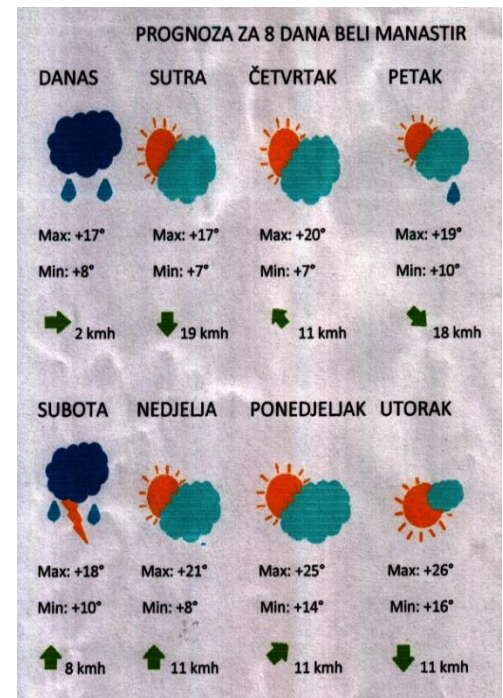 PROGNOZA ZA 8 DANA BELI MANASTIR
DANAS SUTRA ČETVRTAK PETAK
Max: +17° Max: +17° Max: +20° Max: +19°
Min: +8° Min: +7° Min: +7° Min: +10°
2 kmh 19 kmh 11 kmh 18 kmh
SUBOTA NEDJELJA PONEDJELJAK UTORAK
Max: +18° Max: +21° Max: +25° Max: +26°
Min: +10° Min: +8° Min: +14° Min: +16°
8 kmh 11 kmh 11 kmh 11 kmh